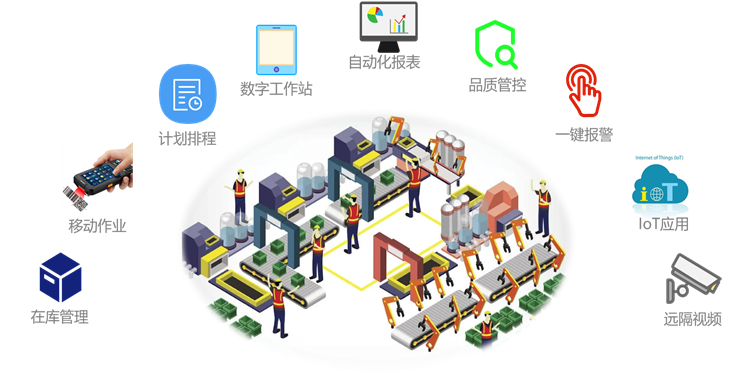 自动化报表
数字工作站
品质管控
计划排程
一键报警
Internet of Things (IoT)
iOT
移动作业
IoT应用
在库管理
远隔视频